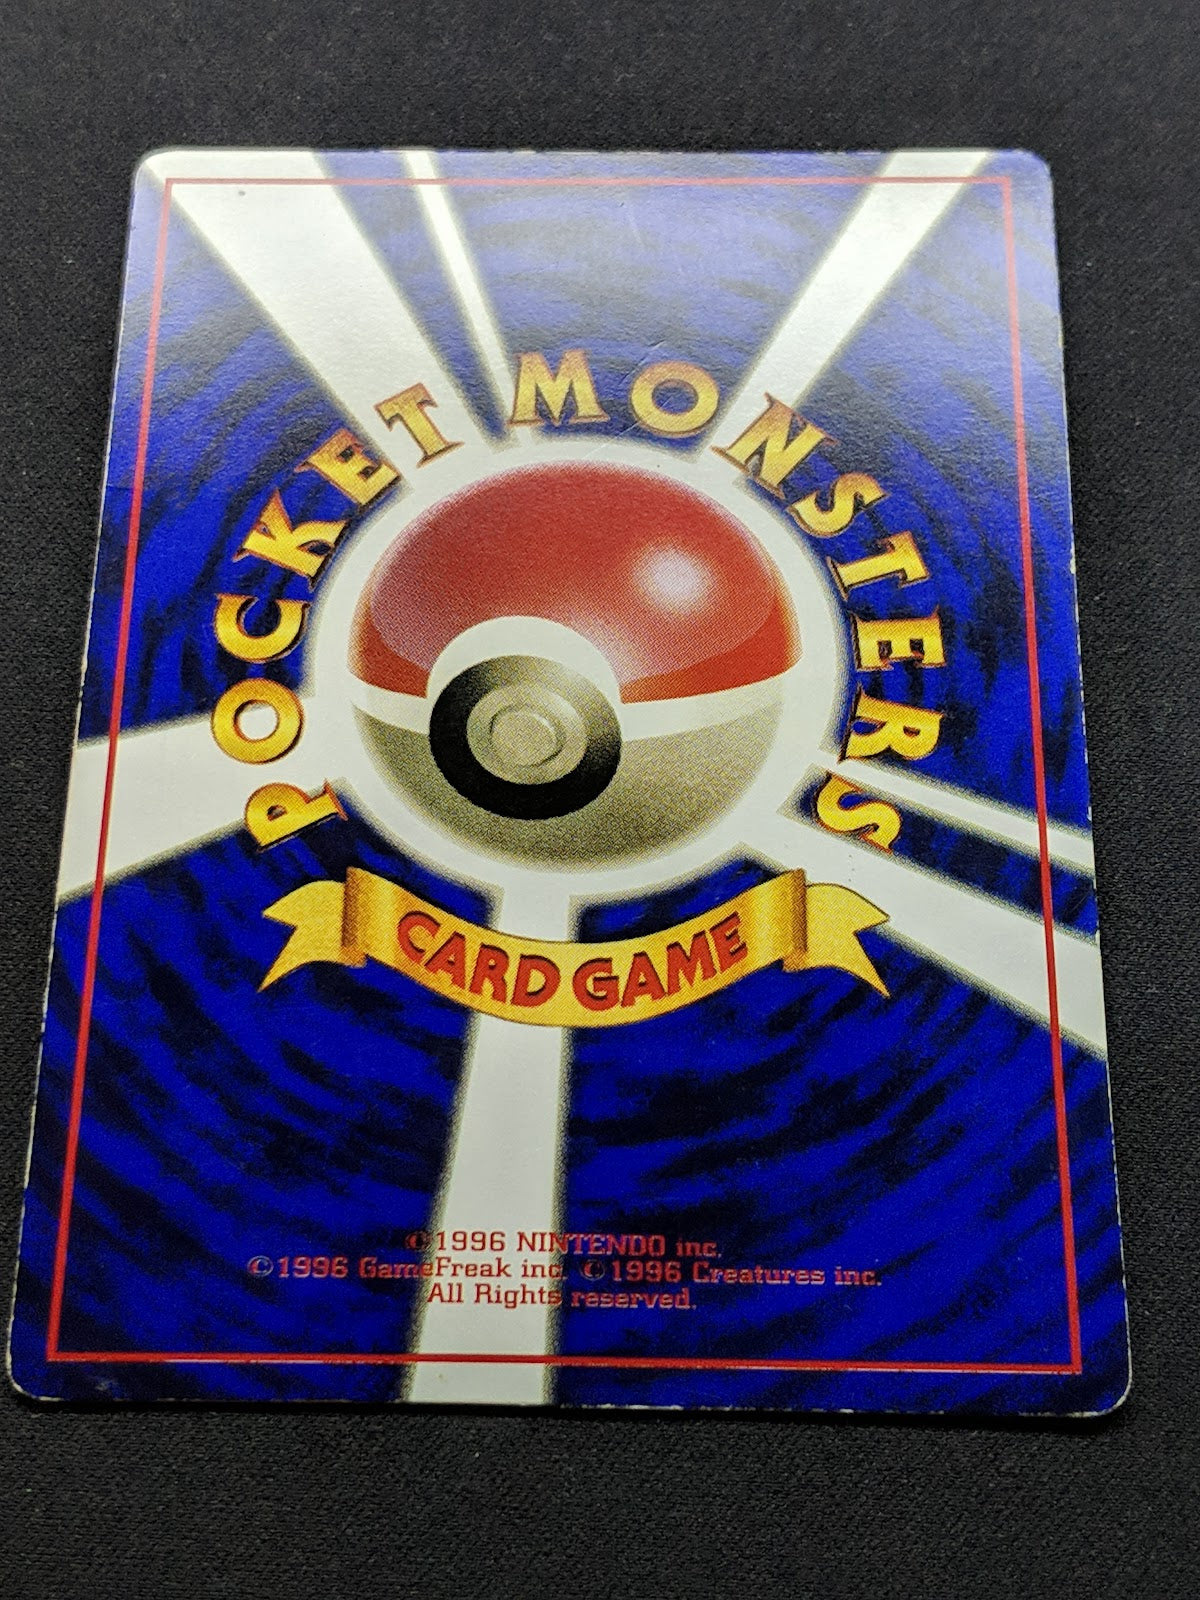 POCKET MONSTERS
CARD GAME
©1996 NINTENDO inc.
©1996 GameFreak inc. ©1996 Creatures inc.
All Rights reserved.